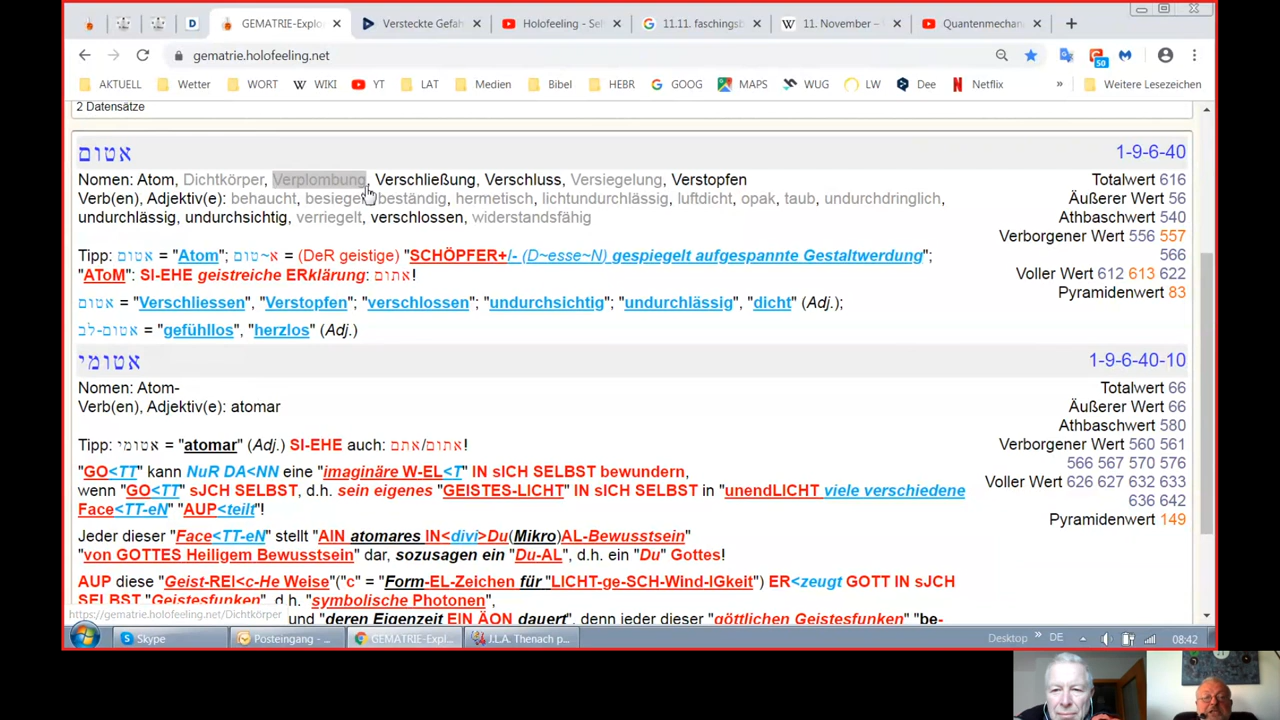 GEMATRIE-Explo
Versteckte Gefah
Holofeeling - Se
11.11. faschingsb
11. November –
Quantenmechan
gematrie.holofeeling.net
50
AKTUELL Wetter WORT WIKI YT LAT Medien Bibel HEBR GOOG MAPS WUG LW Dee Netflix » Weitere Lesezeichen
2 Datensätze
אטום 1-9-6-40
Nomen: Atom, Dichtkörper, Verplombung, Verschließung, Verschluss, Versiegelung, Verstopfen
Verb(en), Adjektiv(e): behaucht, besiegelt, beständig, hermetisch, lichtundurchlässig, luftdicht, opak, taub, undurchdringlich,
undurchlässig, undurchsichtig, verriegelt, verschlossen, widerstandsfähig
Totalwert 616
Äußerer Wert 56
Athbaschwert 540
Verborgener Wert 556 557
566
Voller Wert 612 613 622
Pyramidenwert 83
Tipp: אטום = "Atom"; א~טום = (DeR geistige) "SCHÖPFER+/- (D~esse~N) gespiegelt aufgespannte Gestaltwerdung";
"AToM": SI-EHE geistreiche ERklärung: אתום!
אטום = "Verschliessen", "Verstopfen"; "verschlossen"; "undurchsichtig"; "undurchlässig", "dicht" (Adj.);
אטום-לב = "gefühllos", "herzlos" (Adj.)
אטומי 1-9-6-40-10
Nomen: Atom-
Verb(en), Adjektiv(e): atomar
Totalwert 66
Äußerer Wert 66
Athbaschwert 580
Verborgener Wert 560 561
566 567 570 576
Voller Wert 626 627 632 633
636 642
Pyramidenwert 149
Tipp: אטומי = "atomar" (Adj.) SI-EHE auch: אתום/אתם!
"GO<TT" kann NuR DA<NN eine "imaginäre W-EL<T" IN sICH SELBST bewundern,
wenn "GO<TT" sJCH SELBST, d.h. sein eigenes "GEISTES-LICHT" IN sICH SELBST in "unendLICHT viele verschiedene
Face<TT-eN" "AUP<teilt"!
Jeder dieser "Face<TT-eN" stellt "AIN atomares IN<divi>Du(Mikro)AL-Bewusstsein"
"von GOTTES Heiligem Bewusstsein" dar, sozusagen ein "Du-AL", d.h. ein "Du" Gottes!
AUP diese "Geist-REI<c-He Weise"("c" = "Form-EL-Zeichen für "LICHT-ge-SCH-Wind-IGkeit") ER<zeugt GOTT IN sJCH
SELBST "Geistesfunken", d.h. "symbolische Photonen",
und "deren Eigenzeit EIN ÄON dauert", denn jeder dieser "göttlichen Geistesfunken" "be-
https://gematrie.holofeeling.net/Dichtkörper
Skype
Posteingang - ...
GEMATRIE-Expl...
J.L.A. Thenach p...
Desktop » DE 08:42